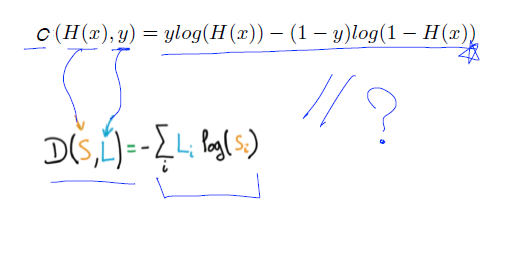 c(H(x), y) = ylog(H(x)) − (1 − y)log(1 − H(x))
// ?
D(S,L) = - ∑i Li log(Si)